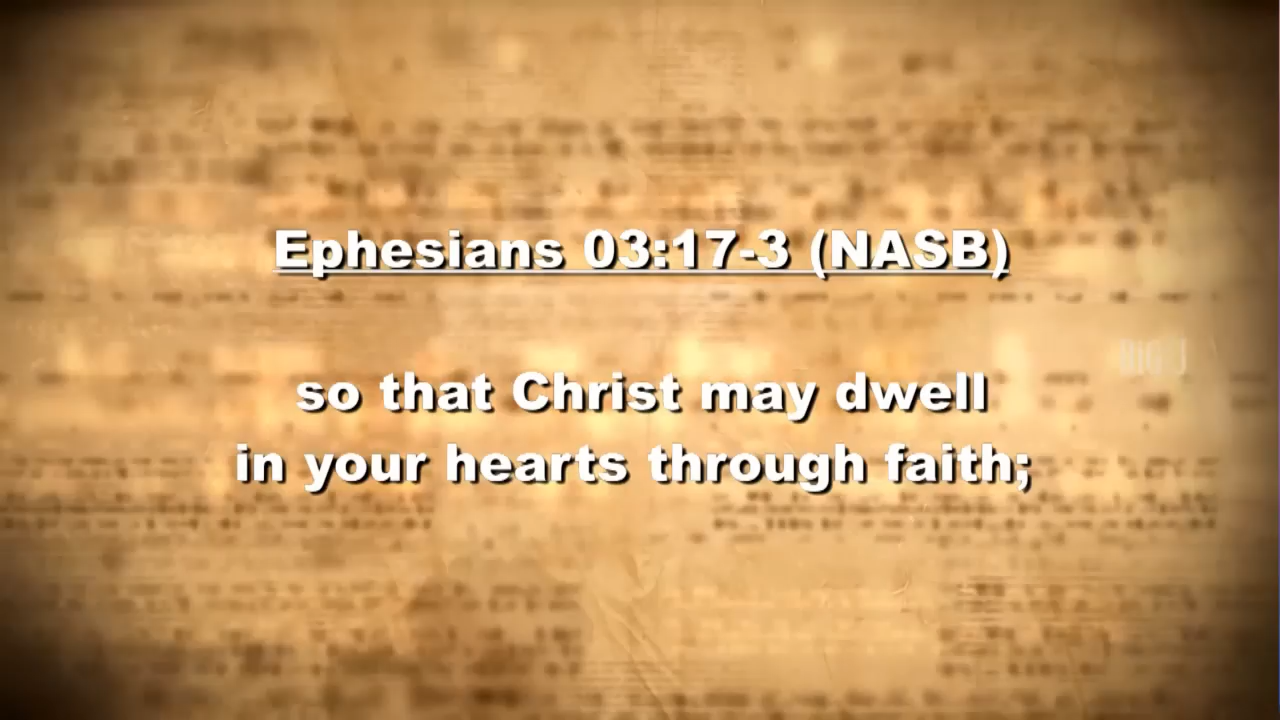 Ephesians 03:17-3 (NASB)
so that Christ may dwell
in your hearts through faith;